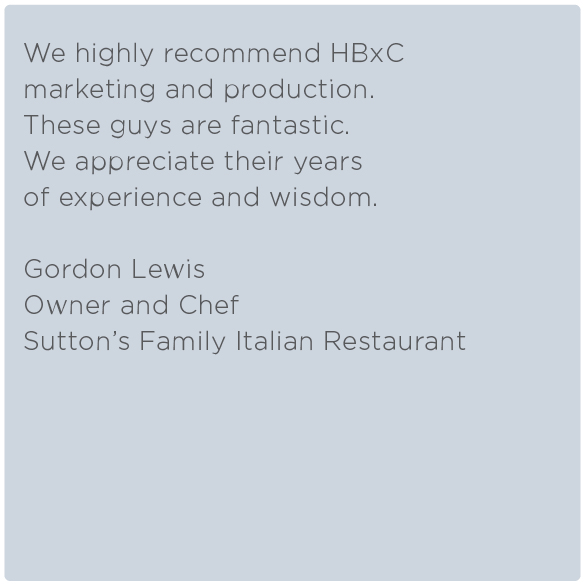 We highly recommend HBxC
marketing and production.
These guys are fantastic.
We appreciate their years
of experience and wisdom.
Gordon Lewis
Owner and Chef
Sutton’s Family Italian Restaurant